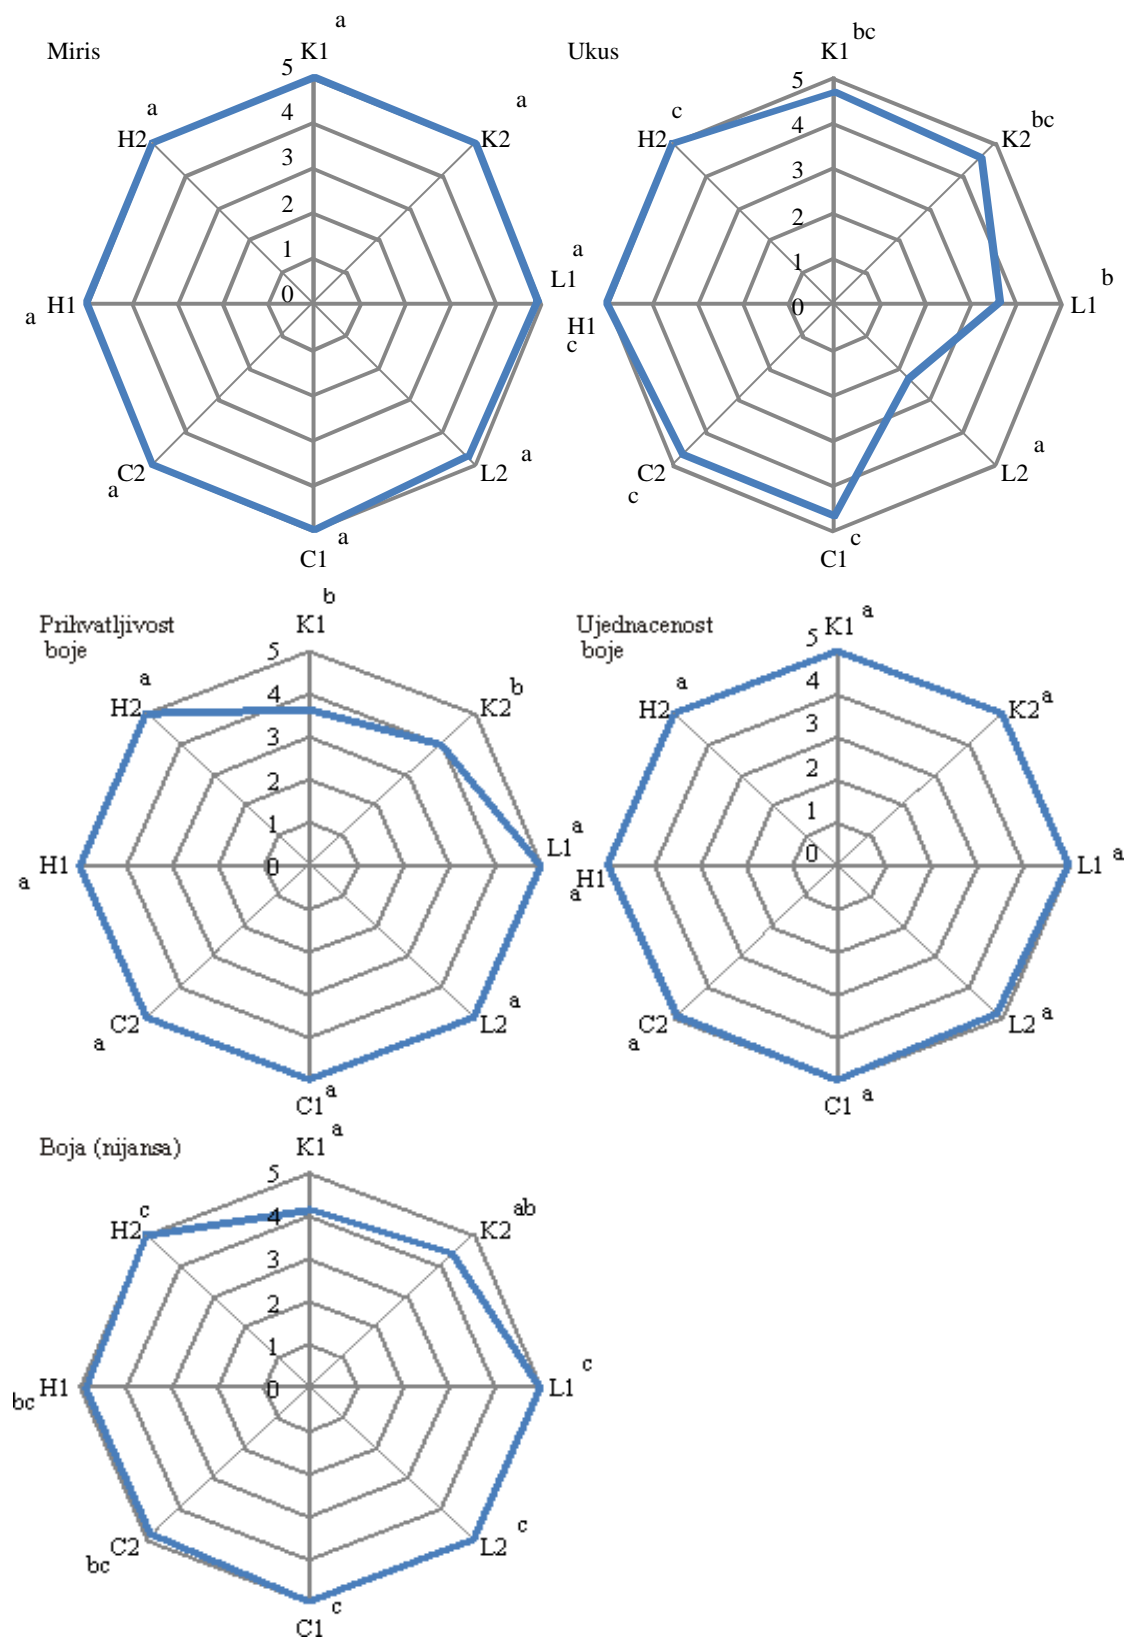 a
Miris
K1
5
4
3
2
1
0
a
K2
a
L1
a
L2
a
C1
C2
a
H1
a
a
H2
Ukus
bc
K1
5
4
3
2
1
0
bc
K2
b
L1
a
L2
c
C1
C2
c
H1
c
c
H2
Prihvatljivost
boje
b
K1
5
4
3
2
1
0
b
K2
a
L1
a
L2
C1 a
C2
a
H1
a
a
H2
Ujednacenost
boje
K1 a
5
4
3
2
1
0
K2 a
L1 a
L2 a
C1 a
C2
a
H1
a
a
H2
Boja (nijansa)
K1 a
5
4
3
2
1
0
ab
K2
c
L1
c
L2
C1 c
C2
bc
H1
bc
c
H2